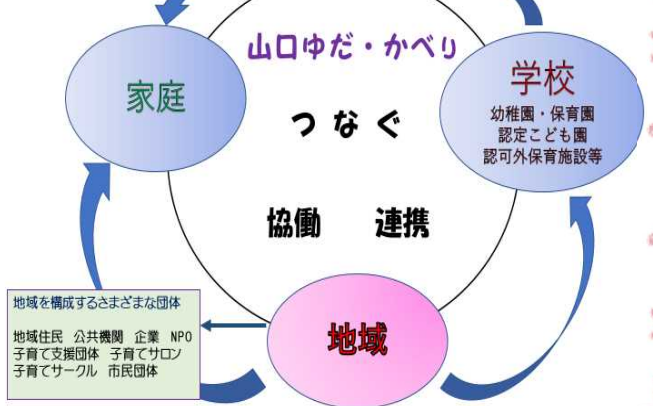 山口ゆだ・かべり
家庭
つなぐ
学校
幼稚園・保育園
認定こども園
認可外保育施設等
協働 連携
地域を構成するさまざまな団体
地域住民 公共機関 企業 NPO
子育て支援団体 子育てサロン
子育てサークル 市民団体
地域